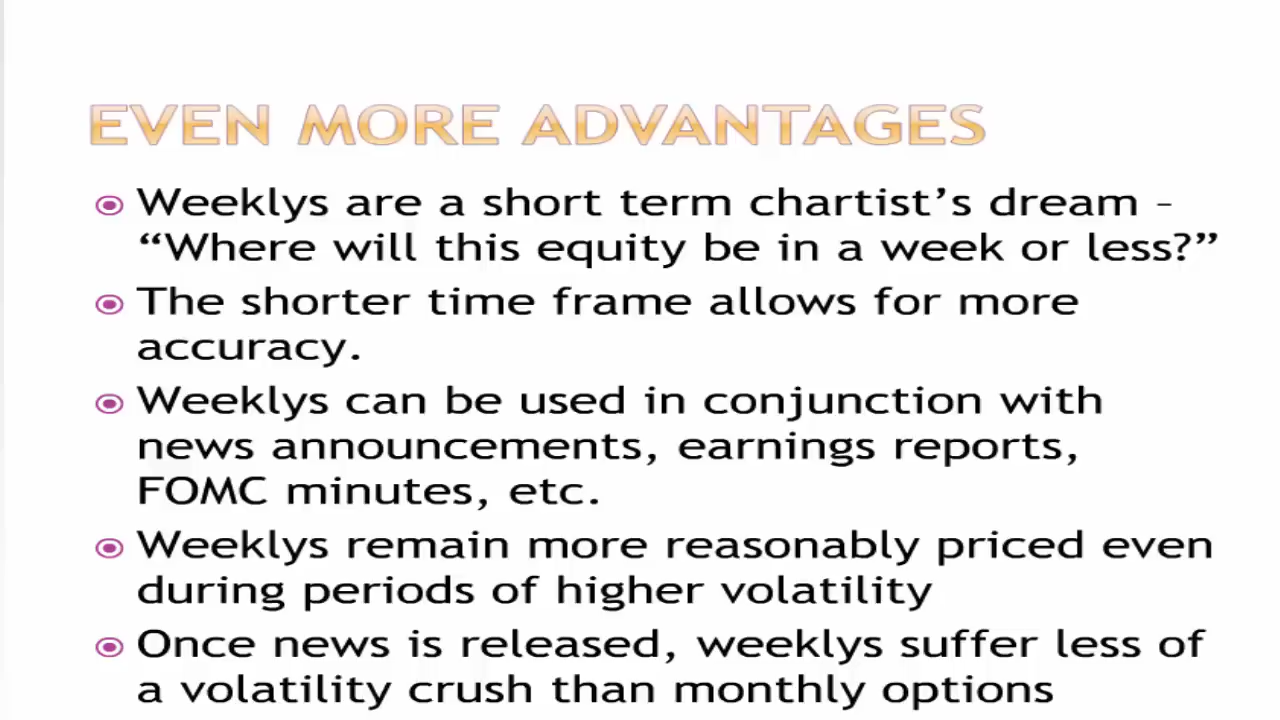 EVEN MORE ADVANTAGES
Weeklys are a short term chartist’s dream –
“Where will this equity be in a week or less?”
The shorter time frame allows for more
accuracy.
Weeklys can be used in conjunction with
news announcements, earnings reports,
FOMC minutes, etc.
Weeklys remain more reasonably priced even
during periods of higher volatility
Once news is released, weeklys suffer less of
a volatility crush than monthly options